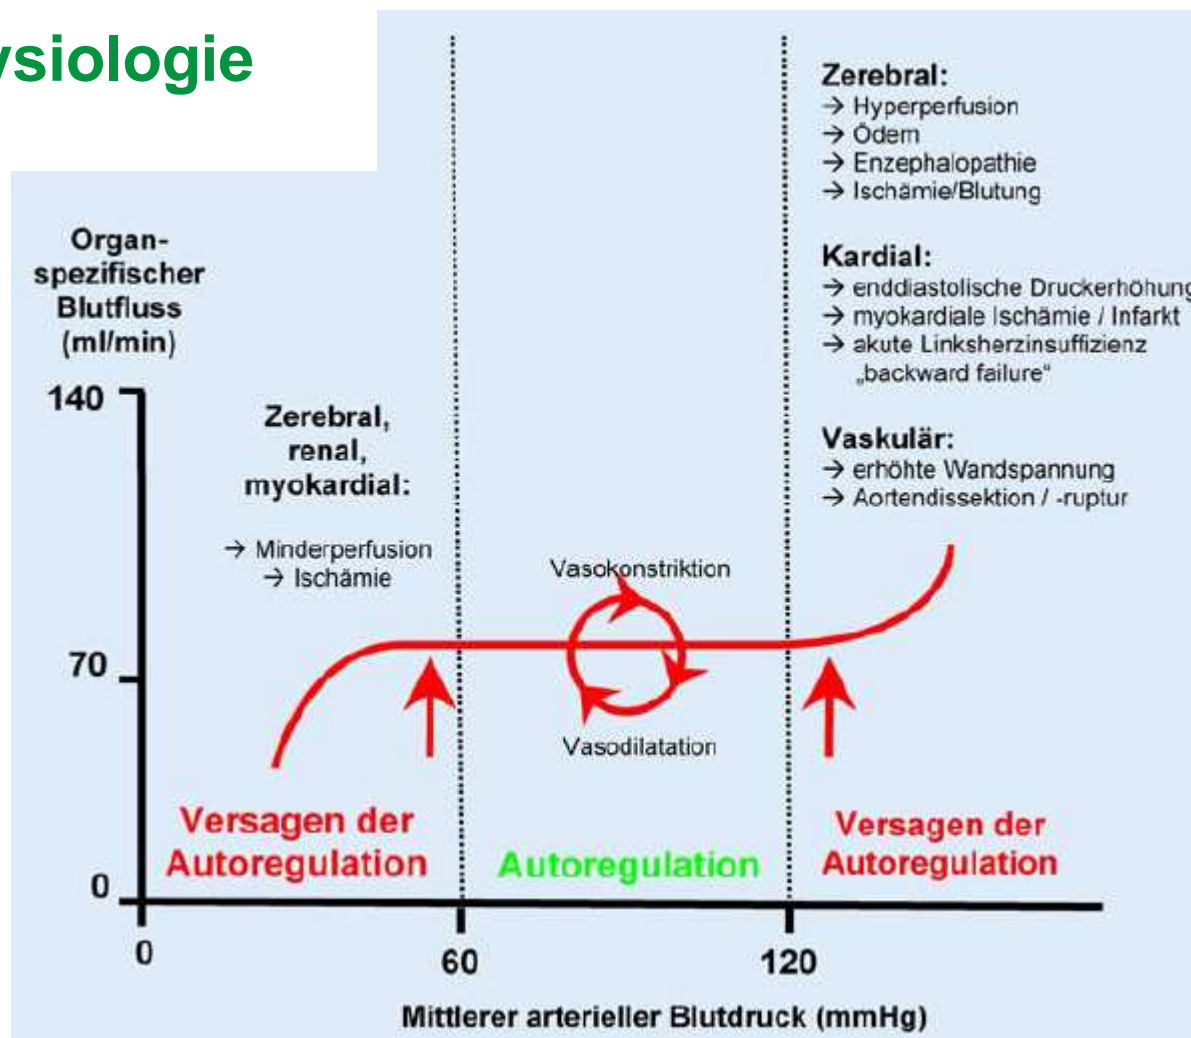 ysiologie
Zerebral:
→ Hyperperfusion
→ Ödem
→ Enzephalopathie
→ Ischämie/Blutung
Kardial:
→ enddiastolische Druckerhöhung
→ myokardiale Ischämie / Infarkt
→ akute Linksherzinsuffizienz
„backward failure“
Vaskulär:
→ erhöhte Wandspannung
→ Aortendissektion / -ruptur
Organ-
spezifischer
Blutfluss
(ml/min)
140
70
0
Zerebral,
renal,
myokardial:
→ Minderperfusion
→ Ischämie
Vasokonstriktion
Vasodilatation
Versagen der
Autoregulation
Autoregulation
Versagen der
Autoregulation
0
60
120
Mittlerer arterieller Blutdruck (mmHg)